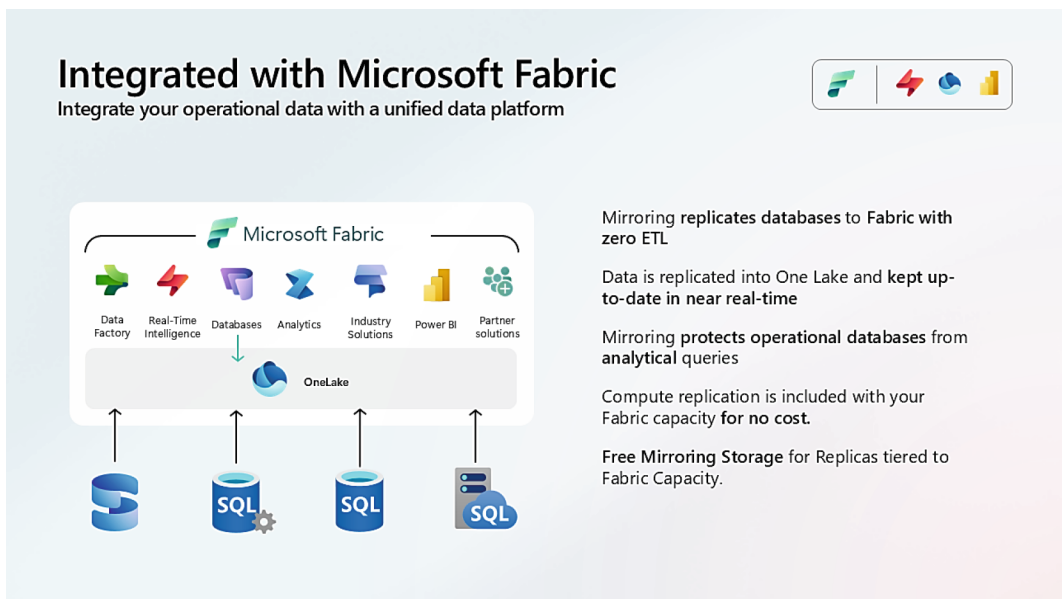 Integrated with Microsoft Fabric
Integrate your operational data with a unified data platform
Microsoft Fabric
Data
Factory
Real-Time
Intelligence
Databases
Analytics
Industry
Solutions
Power BI
Partner
solutions
OneLake
SQL
SQL
SQL
Mirroring replicates databases to Fabric with
zero ETL
Data is replicated into One Lake and kept up-
to-date in near real-time
Mirroring protects operational databases from
analytical queries
Compute replication is included with your
Fabric capacity for no cost.
Free Mirroring Storage for Replicas tiered to
Fabric Capacity.